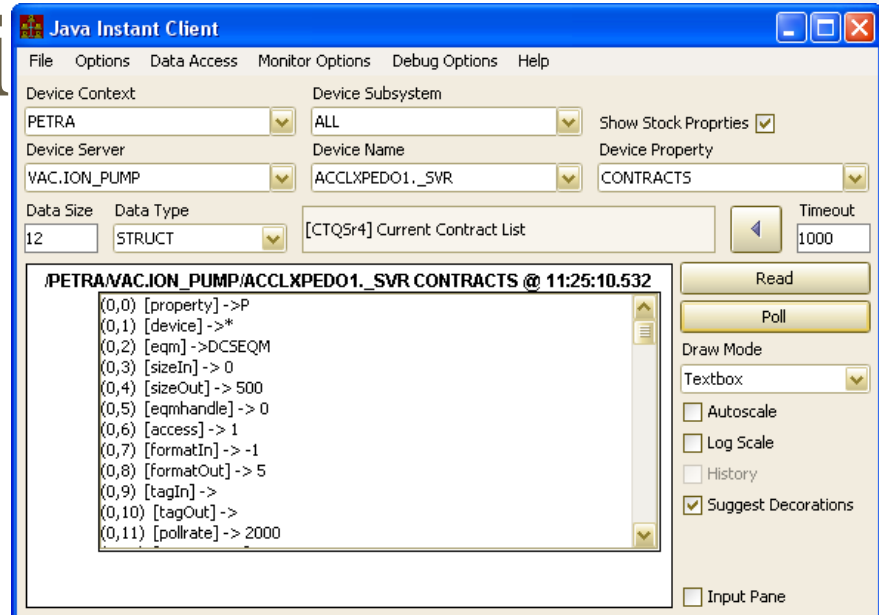 Java Instant Client
File Options Data Access Monitor Options Debug Options Help
Device Context Device Subsystem
PETRA ALL Show Stock Proprties
Device Server Device Name Device Property
VAC.ION_PUMP ACCLXPEDO1._SVR CONTRACTS
Data Size Data Type Timeout
12 STRUCT [CTQSr4] Current Contract List 1000
/PETRA/VAC.ION_PUMP/ACCLXPEDO1._SVR CONTRACTS @ 11:25:10.532 Read
(0,0) [property] ->P
(0,1) [device] ->* Poll
(0,2) [eqm] ->DCSEQM
(0,3) [sizeIn] -> 0 Draw Mode
(0,4) [sizeOut] -> 500 Textbox
(0,5) [eqmhandle] -> 0
(0,6) [access] -> 1 Autoscale
(0,7) [formatIn] -> -1 Log Scale
(0,8) [formatOut] -> 5 History
(0,9) [tagIn] ->
(0,10) [tagOut] -> Suggest Decorations
(0,11) [pollrate] -> 2000
Input Pane